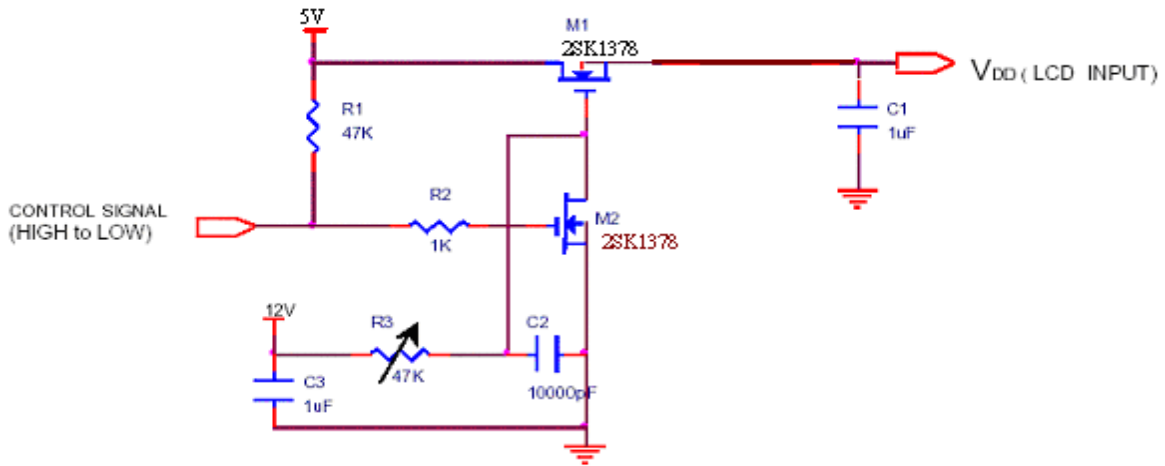 5V
M1
2SK1378
V DD ( LCD INPUT)
R1
47K
C1
1uF
CONTROL SIGNAL
(HIGH to LOW)
R2
1K
M2
2SK1378
12V
R3
47K
C2
10000pF
C3
1uF